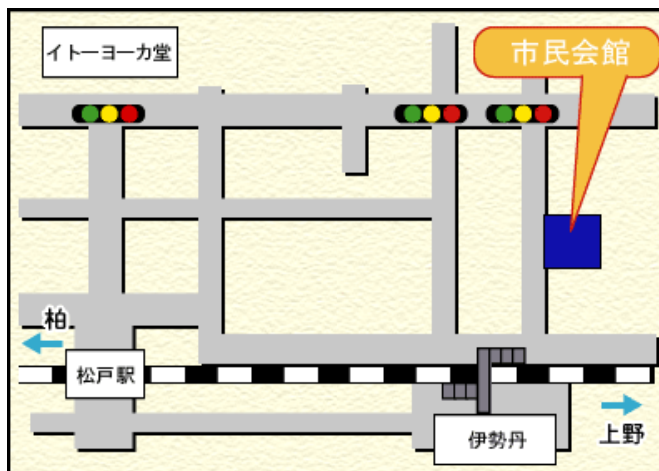 イトーヨーカ堂
市民会館
柏
松戸駅
上野
伊勢丹